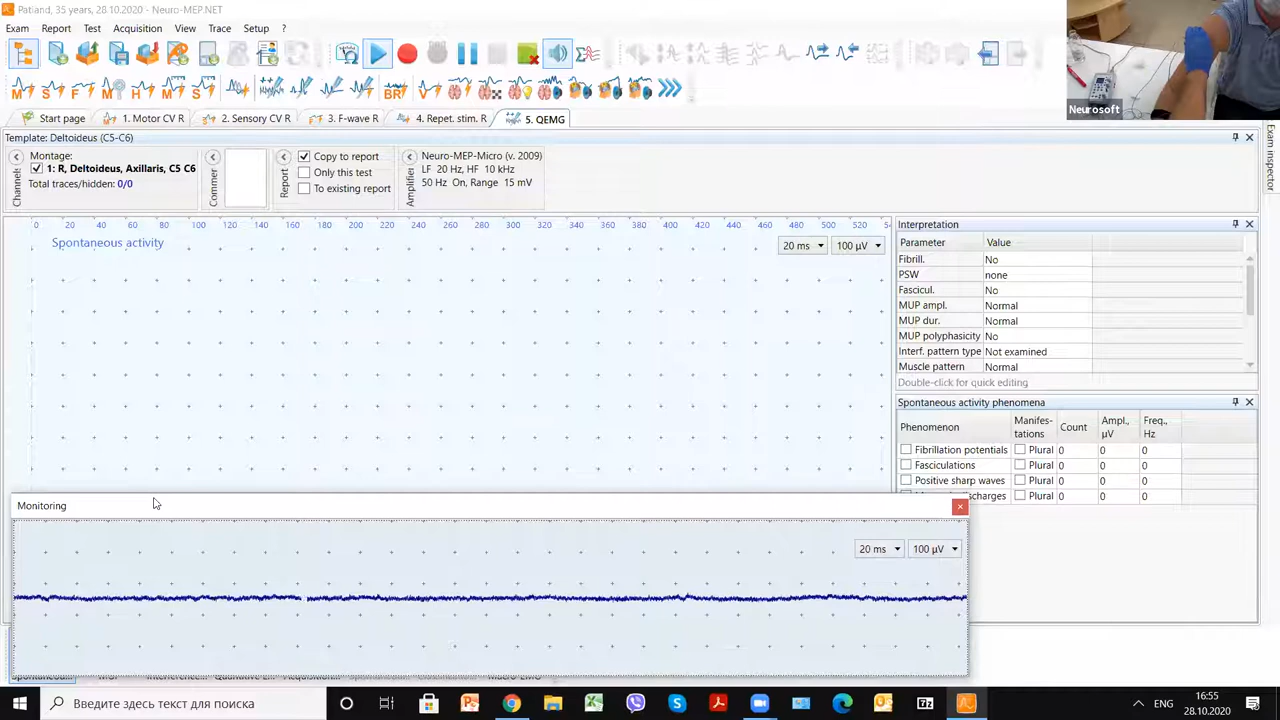 Patland, 35 years, 28.10.2020 - Neuro-MEP.NET
Exam Report Test Acquisition View Trace Setup ?
Start page 1. Motor CV R 2. Sensory CV R 3. F-wave R 4. Repet. stim. R 5. QEMG
Neurosoft
Exam inspector
Template: Deltoideus (C5-C6)
Channels
Montage:
1: R, Deltoideus, Axillaris, C5 C6
Total traces/hidden: 0/0
Report
Copy to report
Only this test
To existing report
Amplifier
Neuro-MEP-Micro (v. 2009)
LF 20 Hz, HF 10 kHz
50 Hz On, Range 15 mV
0 20 40 60 80 100 120 140 160 180 200 220 240 260 280 300 320 340 360 380 400 420 440 460 480 500 520
Spontaneous activity
20 ms 100 µV
Interpretation
Parameter Value
Fibrill. No
PSW none
Fascicul. No
MUP ampl. Normal
MUP dur. Normal
MUP polyphasicity No
Interf. pattern type Not examined
Muscle pattern Normal
Double-click for quick editing
Spontaneous activity phenomena
Phenomenon Manifes-tations Count Ampl., µV Freq., Hz
Fibrillation potentials Plural 0 0 0
Fasciculations Plural 0 0 0
Positive sharp waves Plural 0 0 0
Plural 0 0 0
Monitoring
20 ms 100 µV
Введите здесь текст для поиска
ENG
16:55
28.10.2020